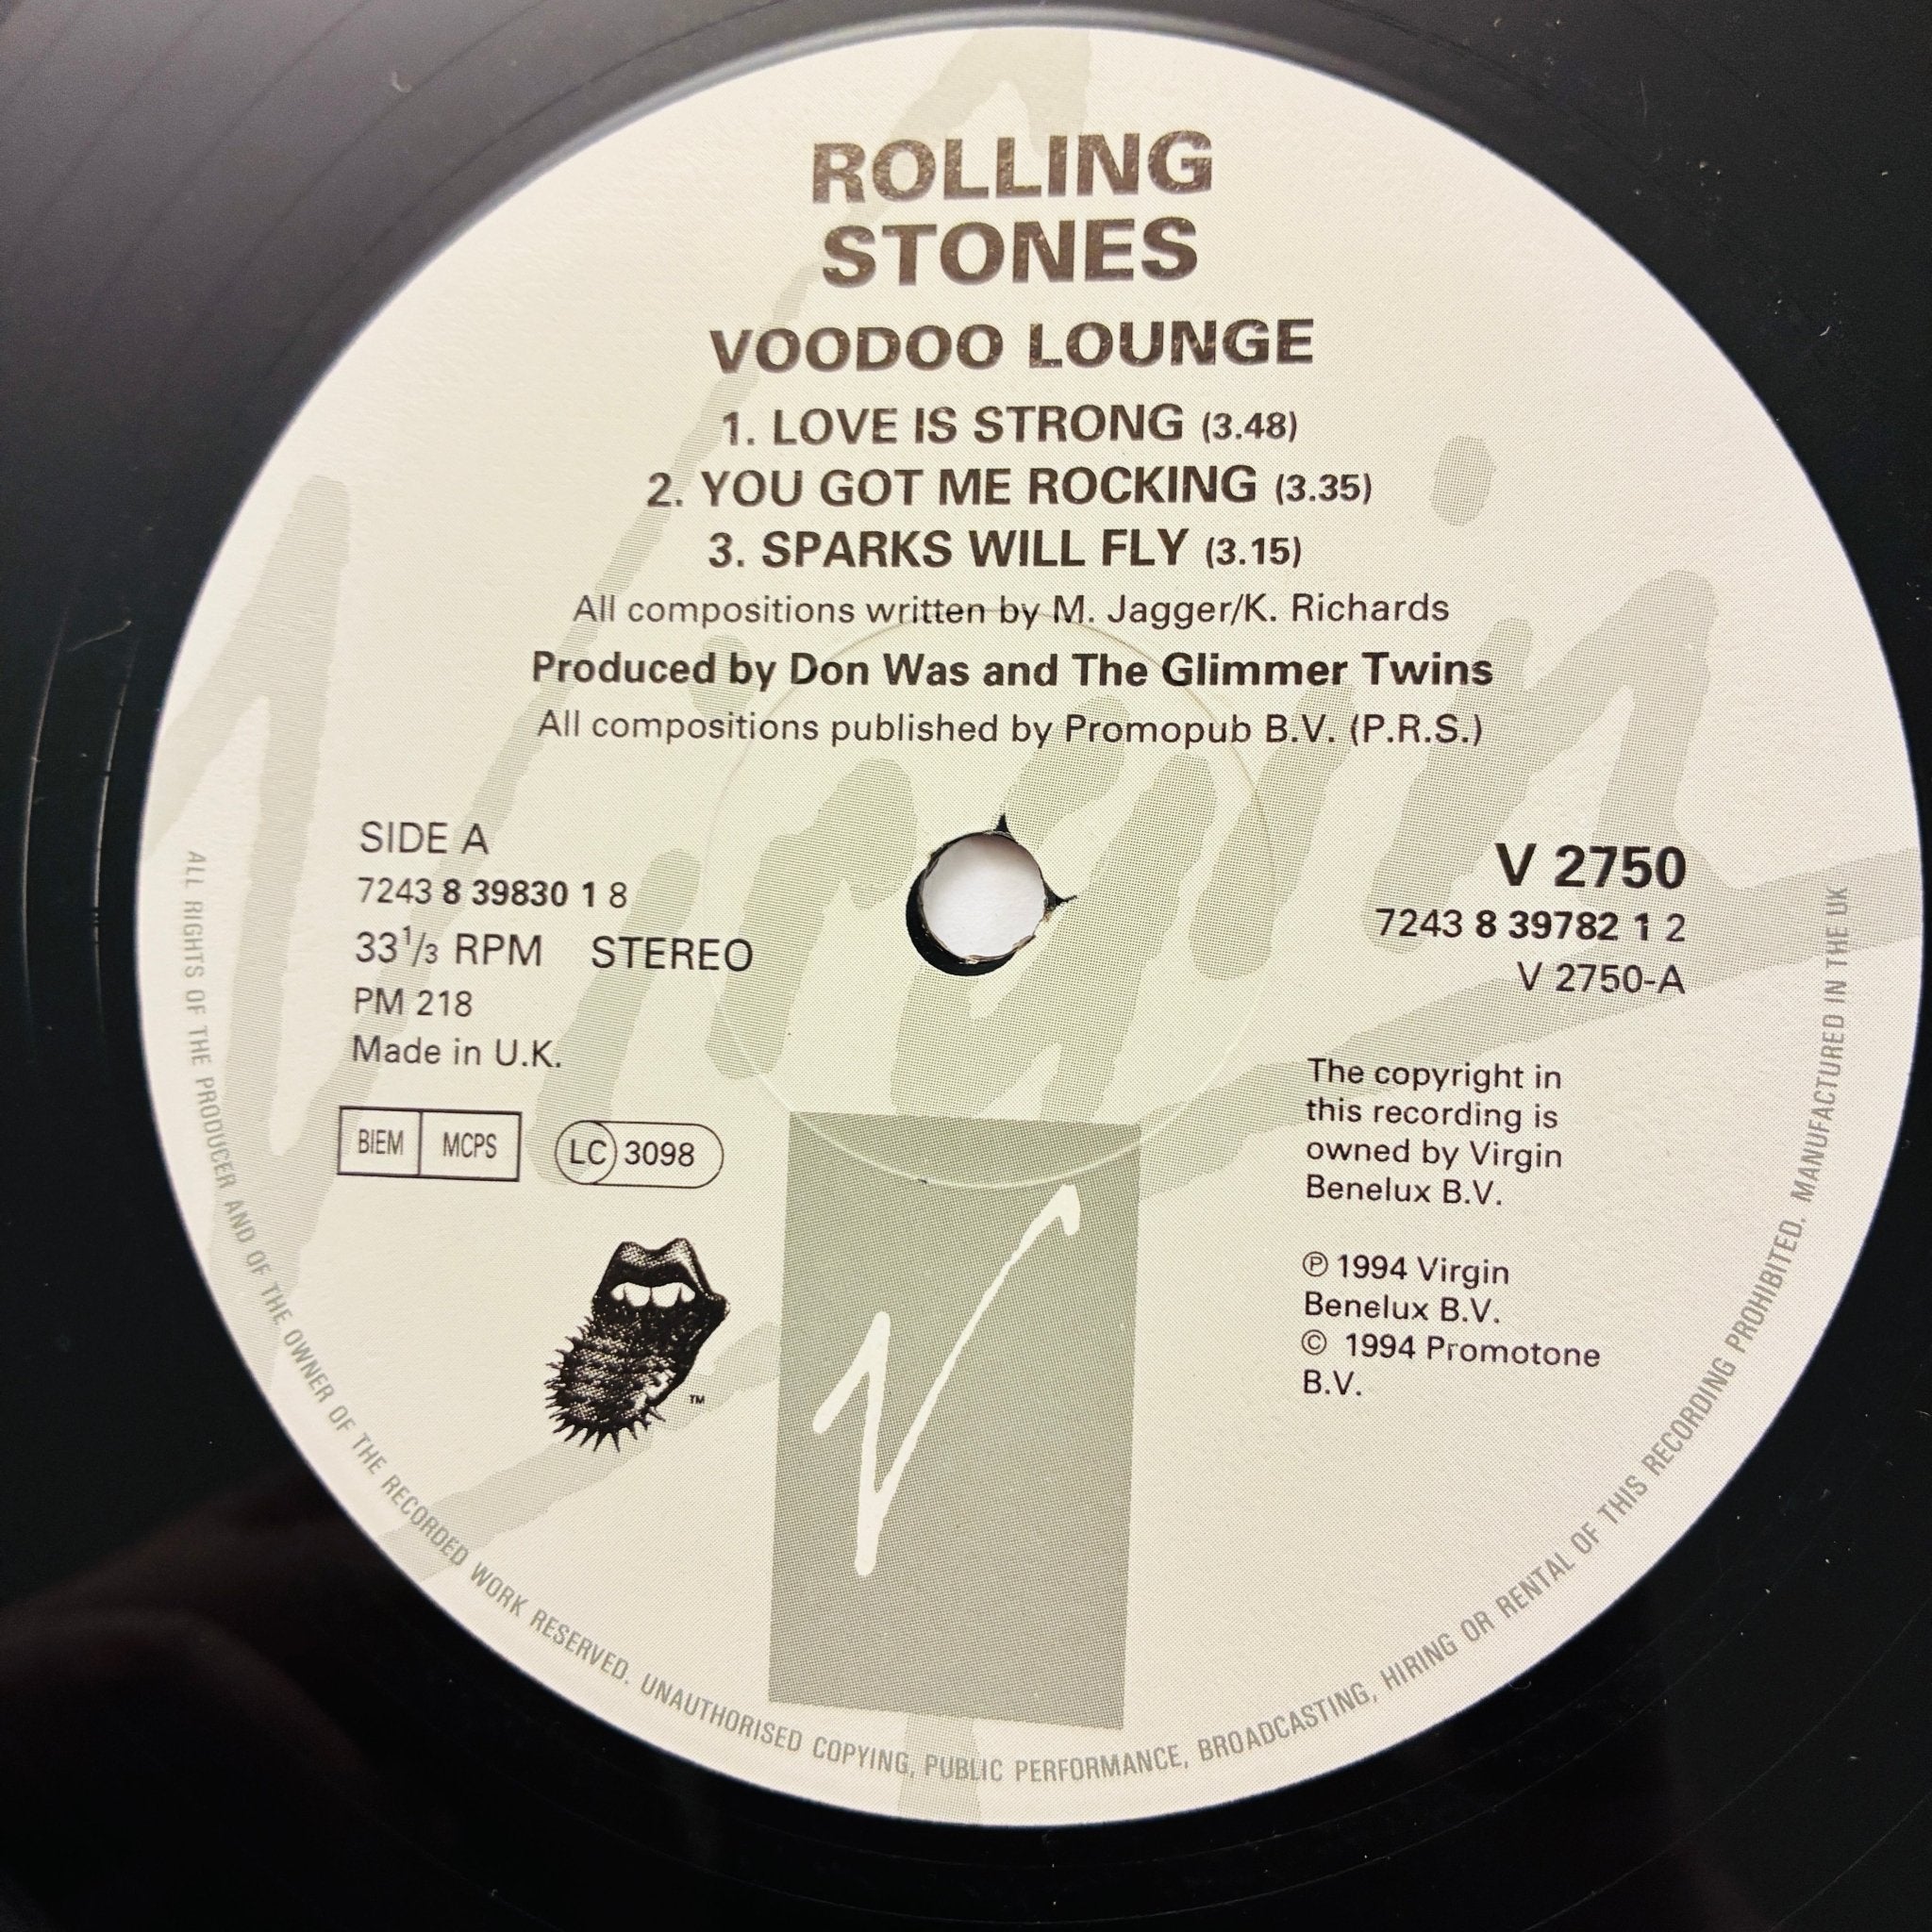 ROLLING
STONES
VOODOO LOUNGE
1. LOVE IS STRONG (3.48)
2. YOU GOT ME ROCKING (3.35)
3. SPARKS WILL FLY (3.15)
All compositions written by M. Jagger/K. Richards
Produced by Don Was and The Glimmer Twins
All compositions published by Promopub B.V. (P.R.S.)
SIDE A
7243 8 39830 1 8
33 1/3 RPM STEREO
PM 218
Made in U.K.
BIEM MCPS
LC 3098
TM
V 2750
7243 8 39782 1 2
V 2750-A
The copyright in
this recording is
owned by Virgin
Benelux B.V.
℗ 1994 Virgin
Benelux B.V.
© 1994 Promotone
B.V.
Virgin
V
ALL RIGHTS OF THE PRODUCER AND OF THE OWNER OF THE RECORDED WORK RESERVED. UNAUTHORISED COPYING, PUBLIC PERFORMANCE, BROADCASTING, HIRING OR RENTAL OF THIS RECORDING PROHIBITED. MANUFACTURED IN THE UK